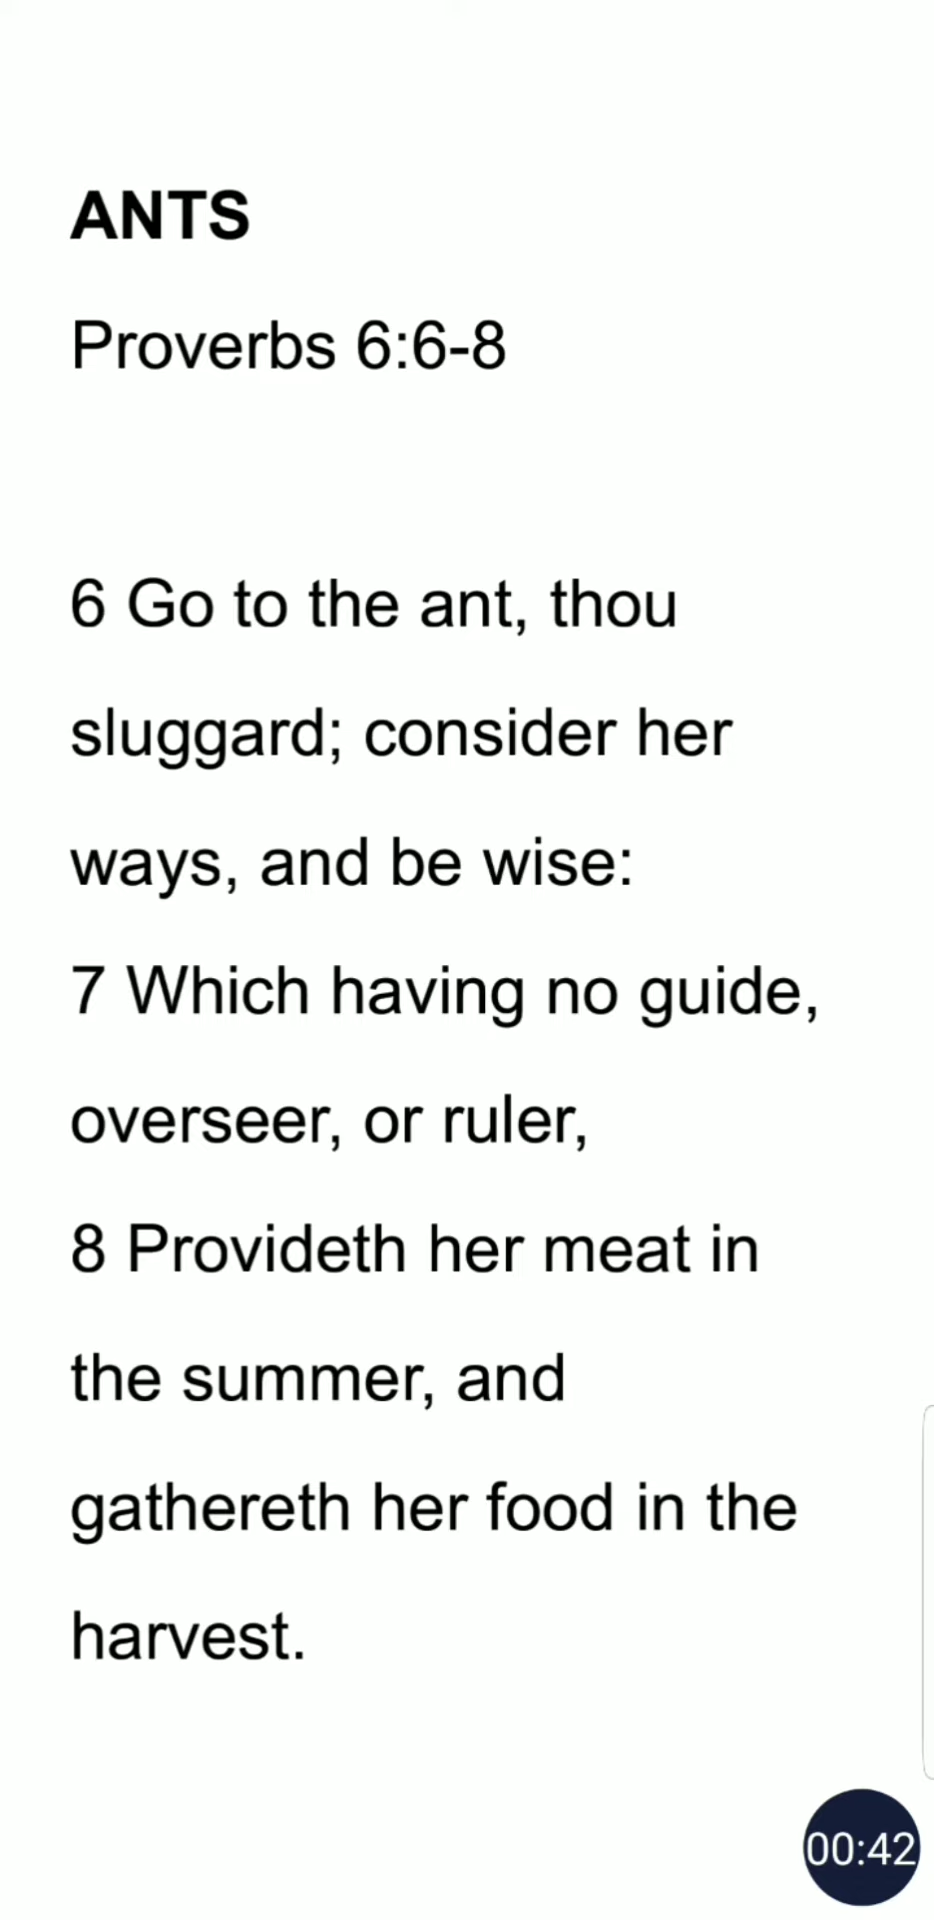 ANTS
Proverbs 6:6-8
6 Go to the ant, thou
sluggard; consider her
ways, and be wise:
7 Which having no guide,
overseer, or ruler,
8 Provideth her meat in
the summer, and
gathereth her food in the
harvest.
00:42